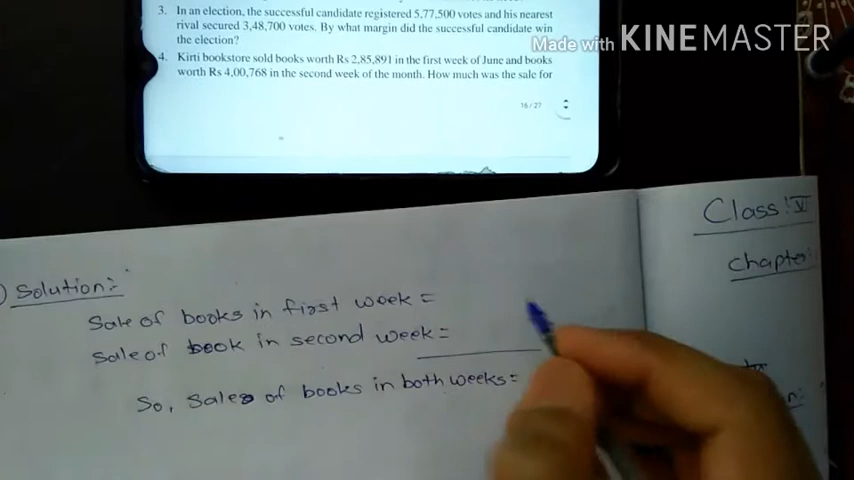 3. In an election, the successful candidate registered 5,77,500 votes and his nearest
rival secured 3,48,700 votes. By what margin did the successful candidate win
the election?
4. Kirti bookstore sold books worth Rs 2,85,891 in the first week of June and books
worth Rs 4,00,768 in the second week of the month. How much was the sale for
16/27
Made with KINEMASTER
Class: VI
Chapter:
Solution:
Sale of books in first week =
Sale of book in second week =
So, Sales of books in both weeks =